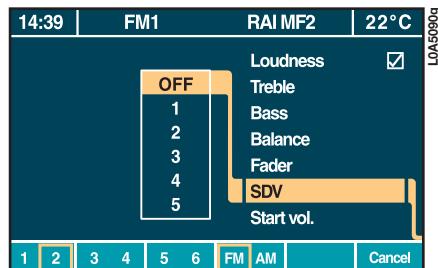 14:39 FM1 RAI MF2 22°C
Loudness
OFF Treble
1 Bass
2 Balance
3 Fader
4 SDV
5 Start vol.
1 2 3 4 5 6 FM AM Cancel
L0A5090q